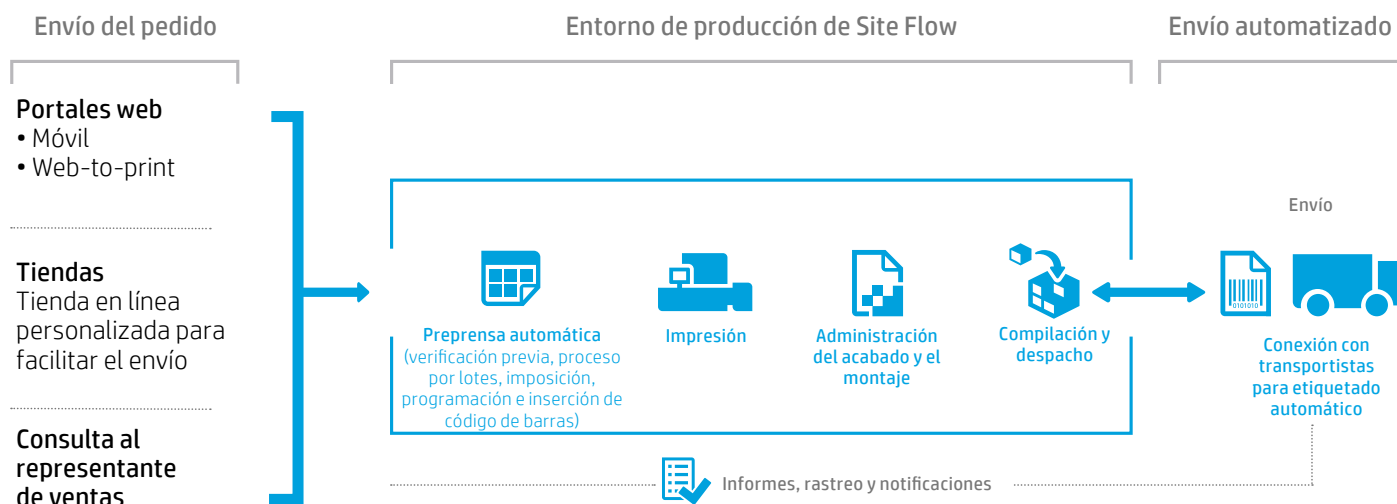 Envío del pedido
Entorno de producción de Site Flow
Envío automatizado
Portales web
• Móvil
• Web-to-print
Tiendas
Tienda en línea
personalizada para
facilitar el envío
Consulta al
representante
de ventas
Preprensa automática
(verificación previa, proceso
por lotes, imposición,
programación e inserción de
código de barras)
Impresión
Administración
del acabado y el
montaje
Compilación y
despacho
Envío
0101010
Conexión con
transportistas
para etiquetado
automático
Informes, rastreo y notificaciones